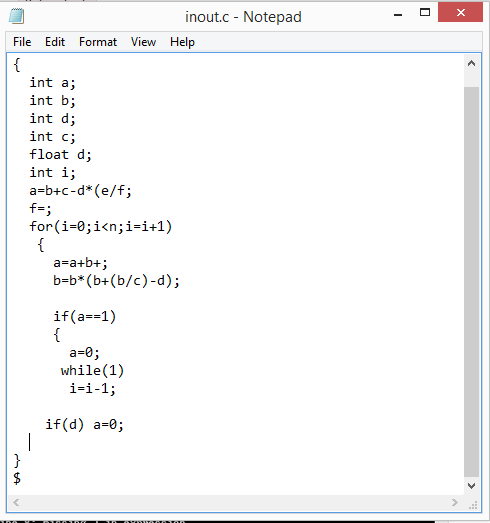 inout.c - Notepad
File Edit Format View Help
{
int a;
int b;
int d;
int c;
float d;
int i;
a=b+c-d*(e/f;
f=;
for(i=0;i<n;i=i+1)
{
a=a+b+;
b=b*(b+(b/c)-d);
if(a==1)
{
a=0;
while(1)
i=i-1;
if(d) a=0;
}
$